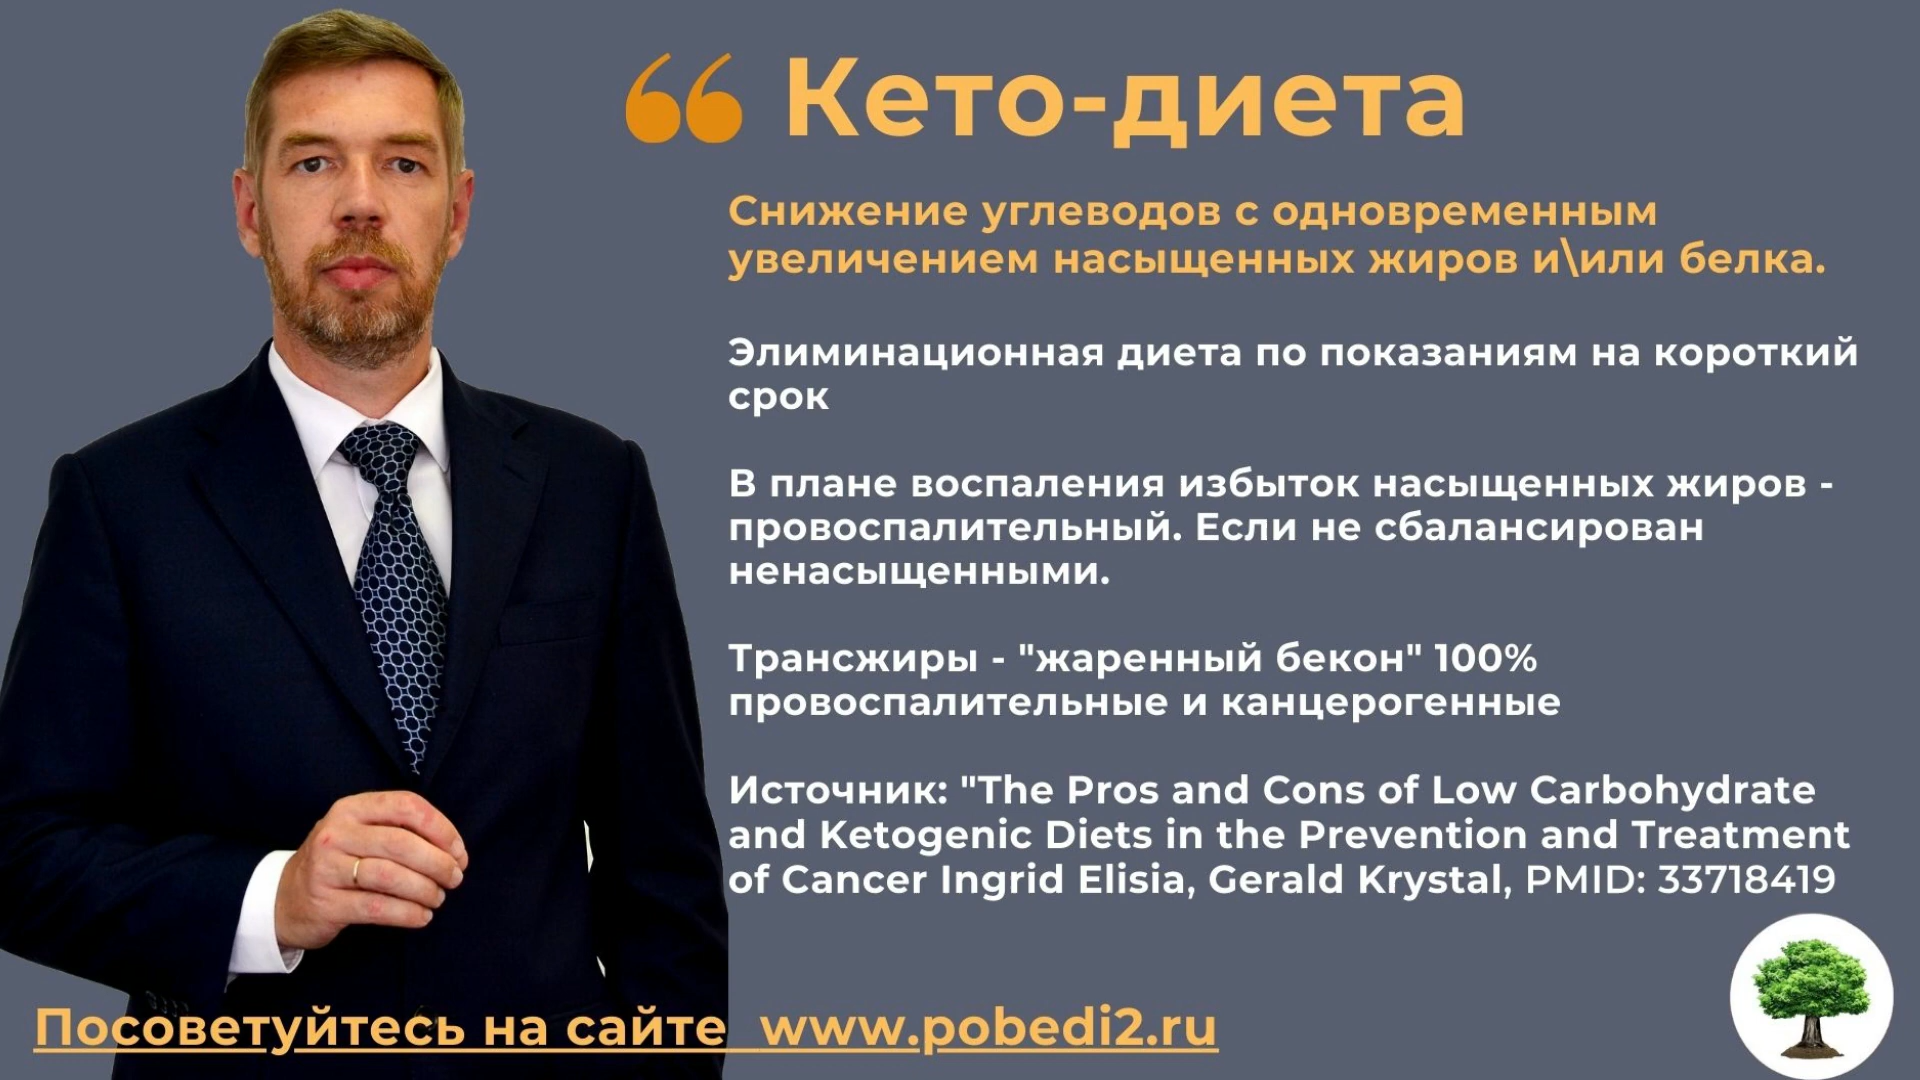 Кето-диета
Снижение углеводов с одновременным
увеличением насыщенных жиров и\или белка.
Элиминационная диета по показаниям на короткий
срок
В плане воспаления избыток насыщенных жиров -
провоспалительный. Если не сбалансирован
ненасыщенными.
Трансжиры - "жаренный бекон" 100%
провоспалительные и канцерогенные
Источник: "The Pros and Cons of Low Carbohydrate
and Ketogenic Diets in the Prevention and Treatment
of Cancer Ingrid Elisia, Gerald Krystal, PMID: 33718419
Посоветуйтесь на сайте www.pobedi2.ru